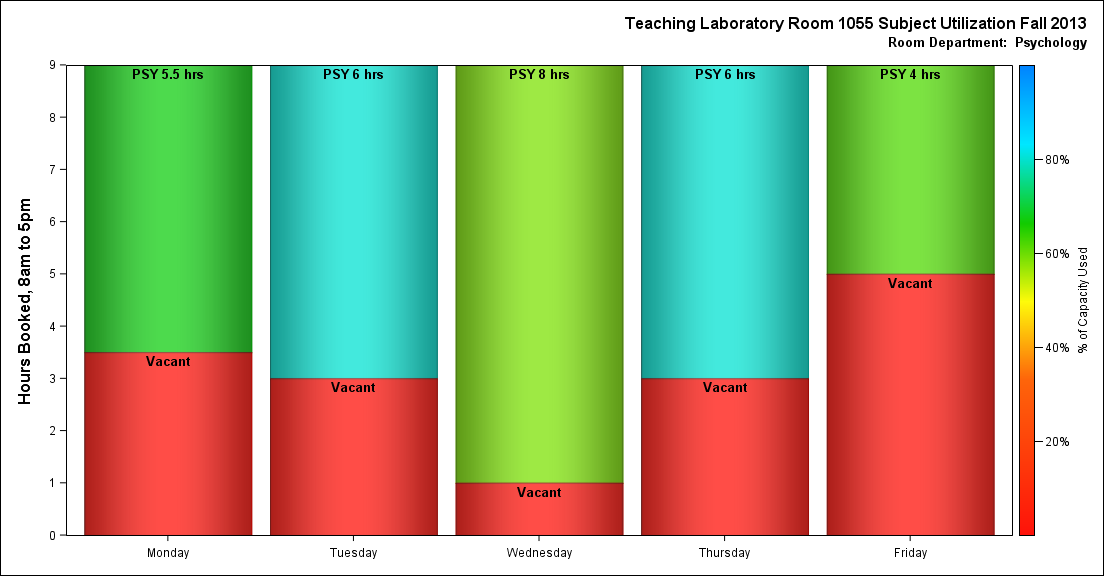 Teaching Laboratory Room 1055 Subject Utilization Fall 2013
Room Department: Psychology
Hours Booked, 8am to 5pm
9
8
7
6
5
4
3
2
1
0
PSY 5.5 hrs
PSY 6 hrs
PSY 8 hrs
PSY 6 hrs
PSY 4 hrs
Vacant
Vacant
Vacant
Vacant
Vacant
Monday
Tuesday
Wednesday
Thursday
Friday
80%
60%
40%
20%
% of Capacity Used